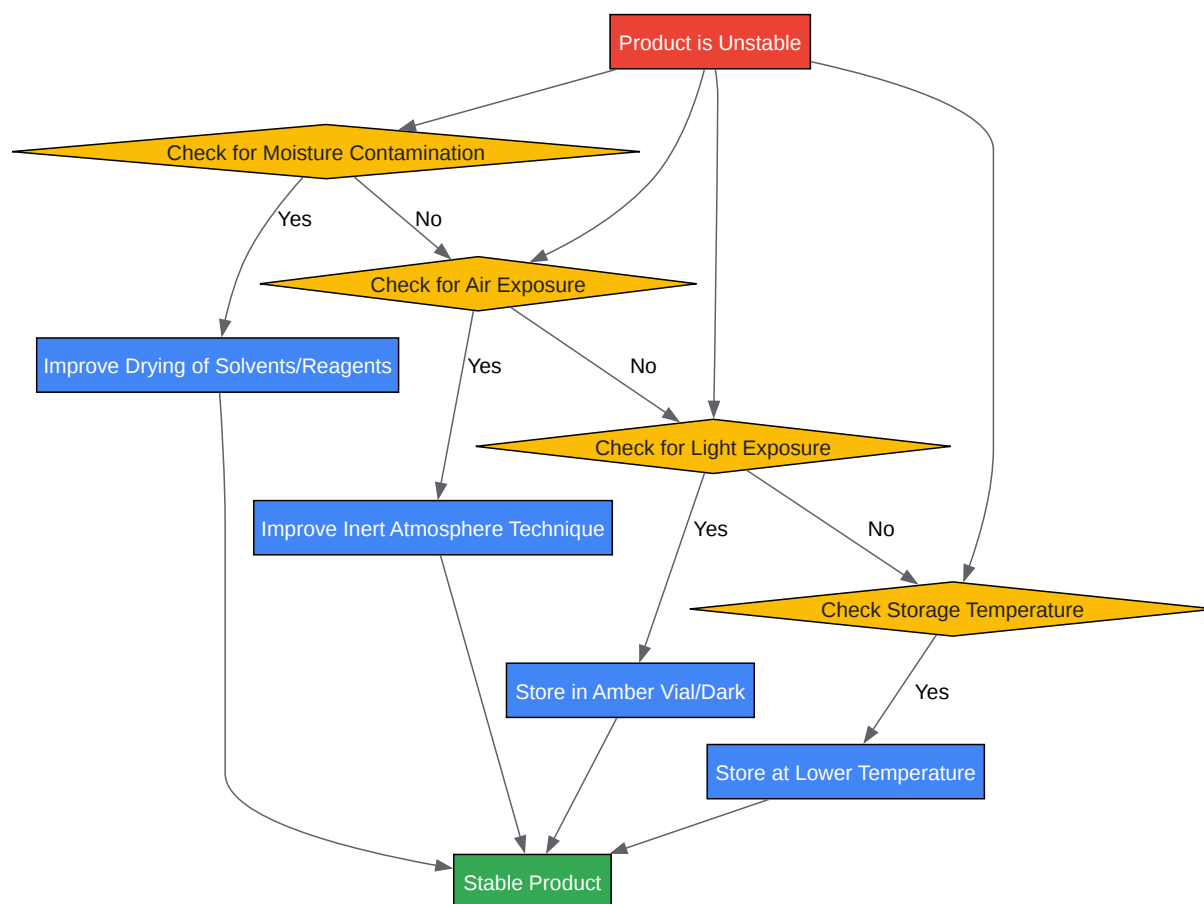 Product is Unstable
Check for Moisture Contamination
Yes
No
Check for Air Exposure
Improve Drying of Solvents/Reagents
Yes
No
Check for Light Exposure
Improve Inert Atmosphere Technique
Yes
No
Check Storage Temperature
Store in Amber Vial/Dark
Yes
Store at Lower Temperature
Stable Product